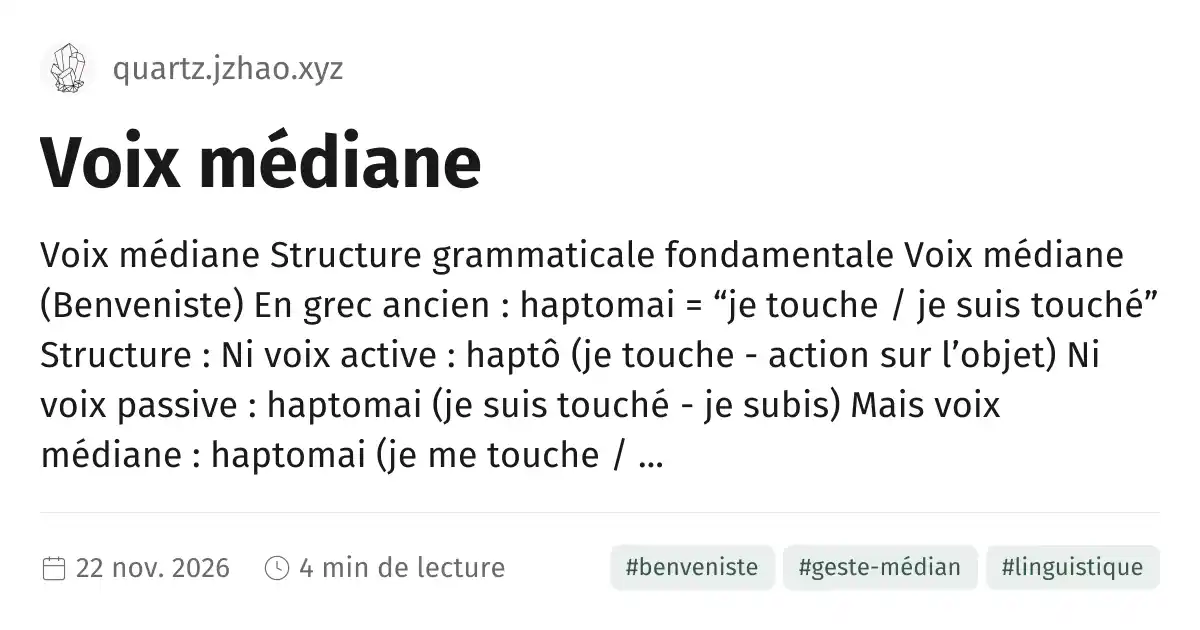 quartz.jzhao.xyz
Voix médiane
Voix médiane Structure grammaticale fondamentale Voix médiane
(Benveniste) En grec ancien : haptomai = “je touche / je suis touché”
Structure : Ni voix active : haptô (je touche - action sur l’objet) Ni
voix passive : haptomai (je suis touché - je subis) Mais voix
médiane : haptomai (je me touche / ...
22 nov. 2026 4 min de lecture #benveniste #geste-médian #linguistique